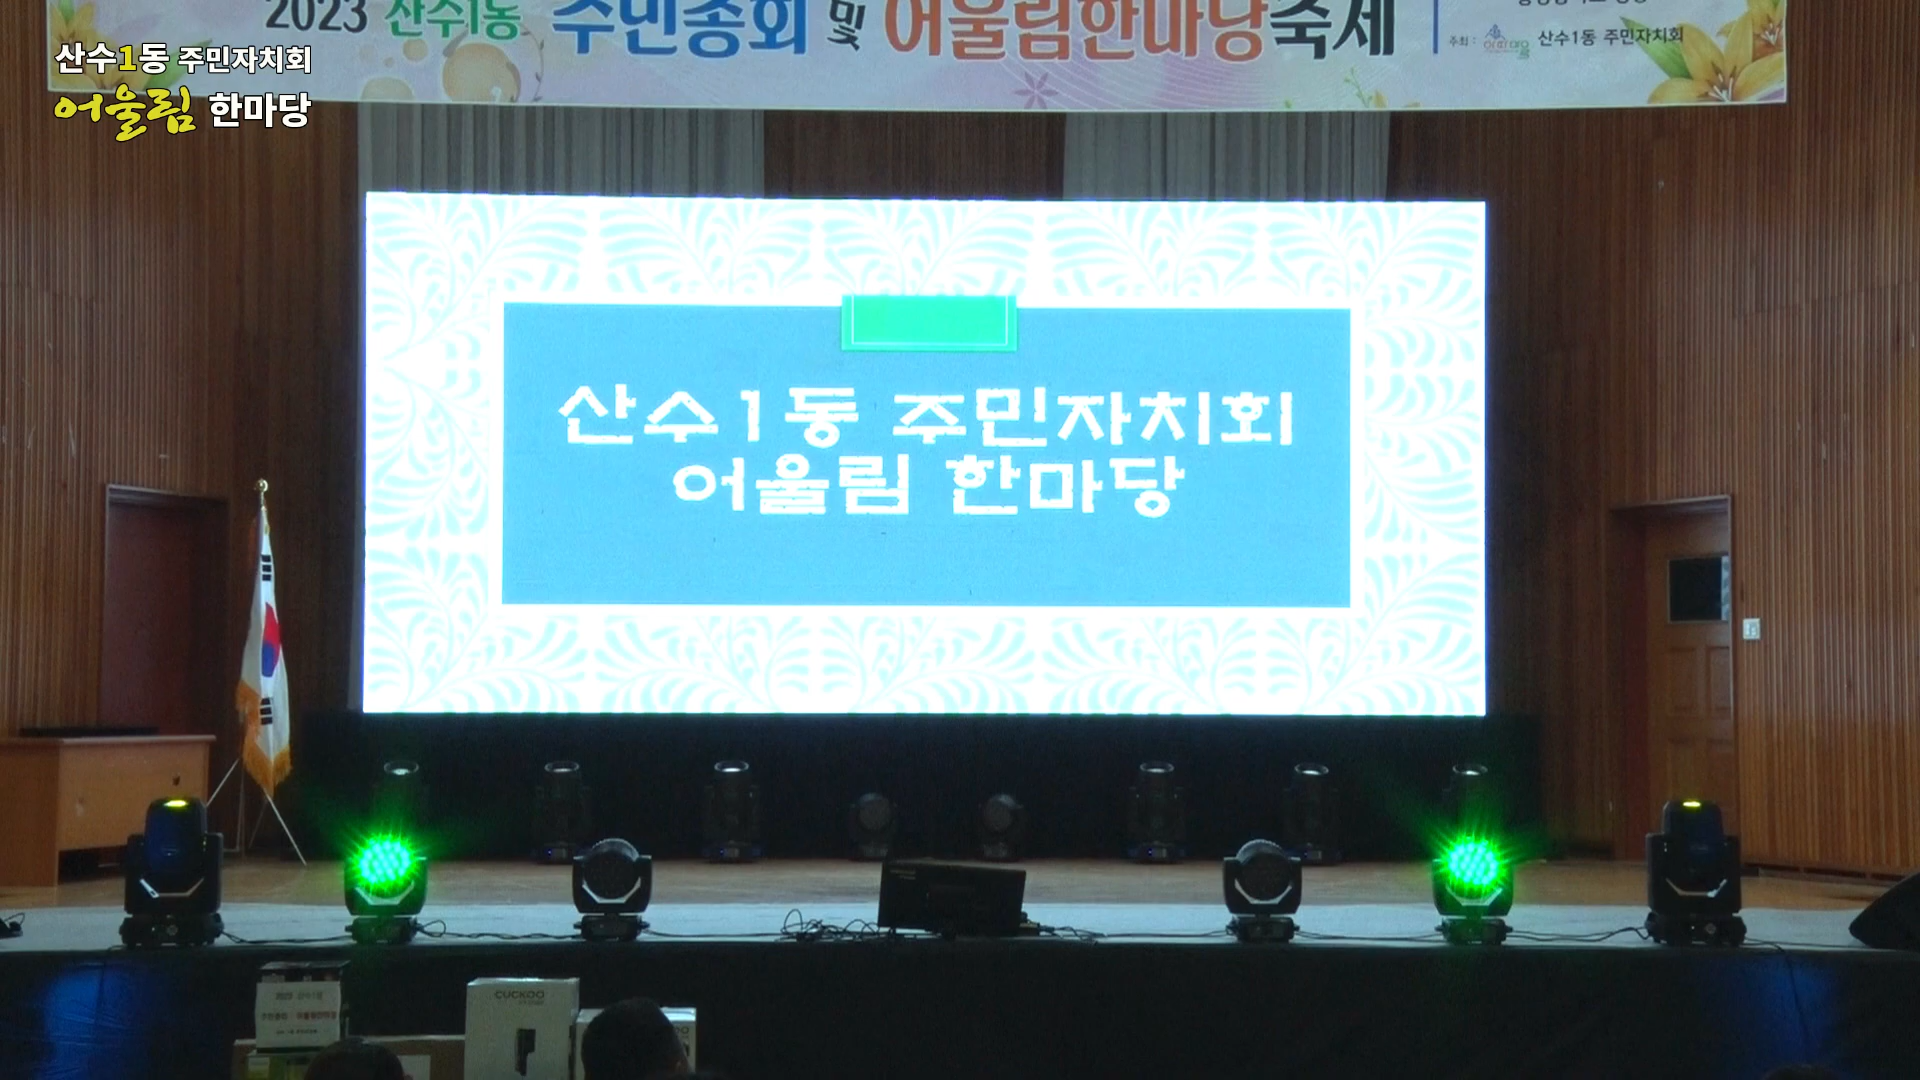 2023 산수1동 주민총회 및 어울림한마당축제
주최 : 산수1동 주민자치회
산수1동 주민자치회
어울림 한마당
산수1동 주민자치회
어울림 한마당
CUCKOO